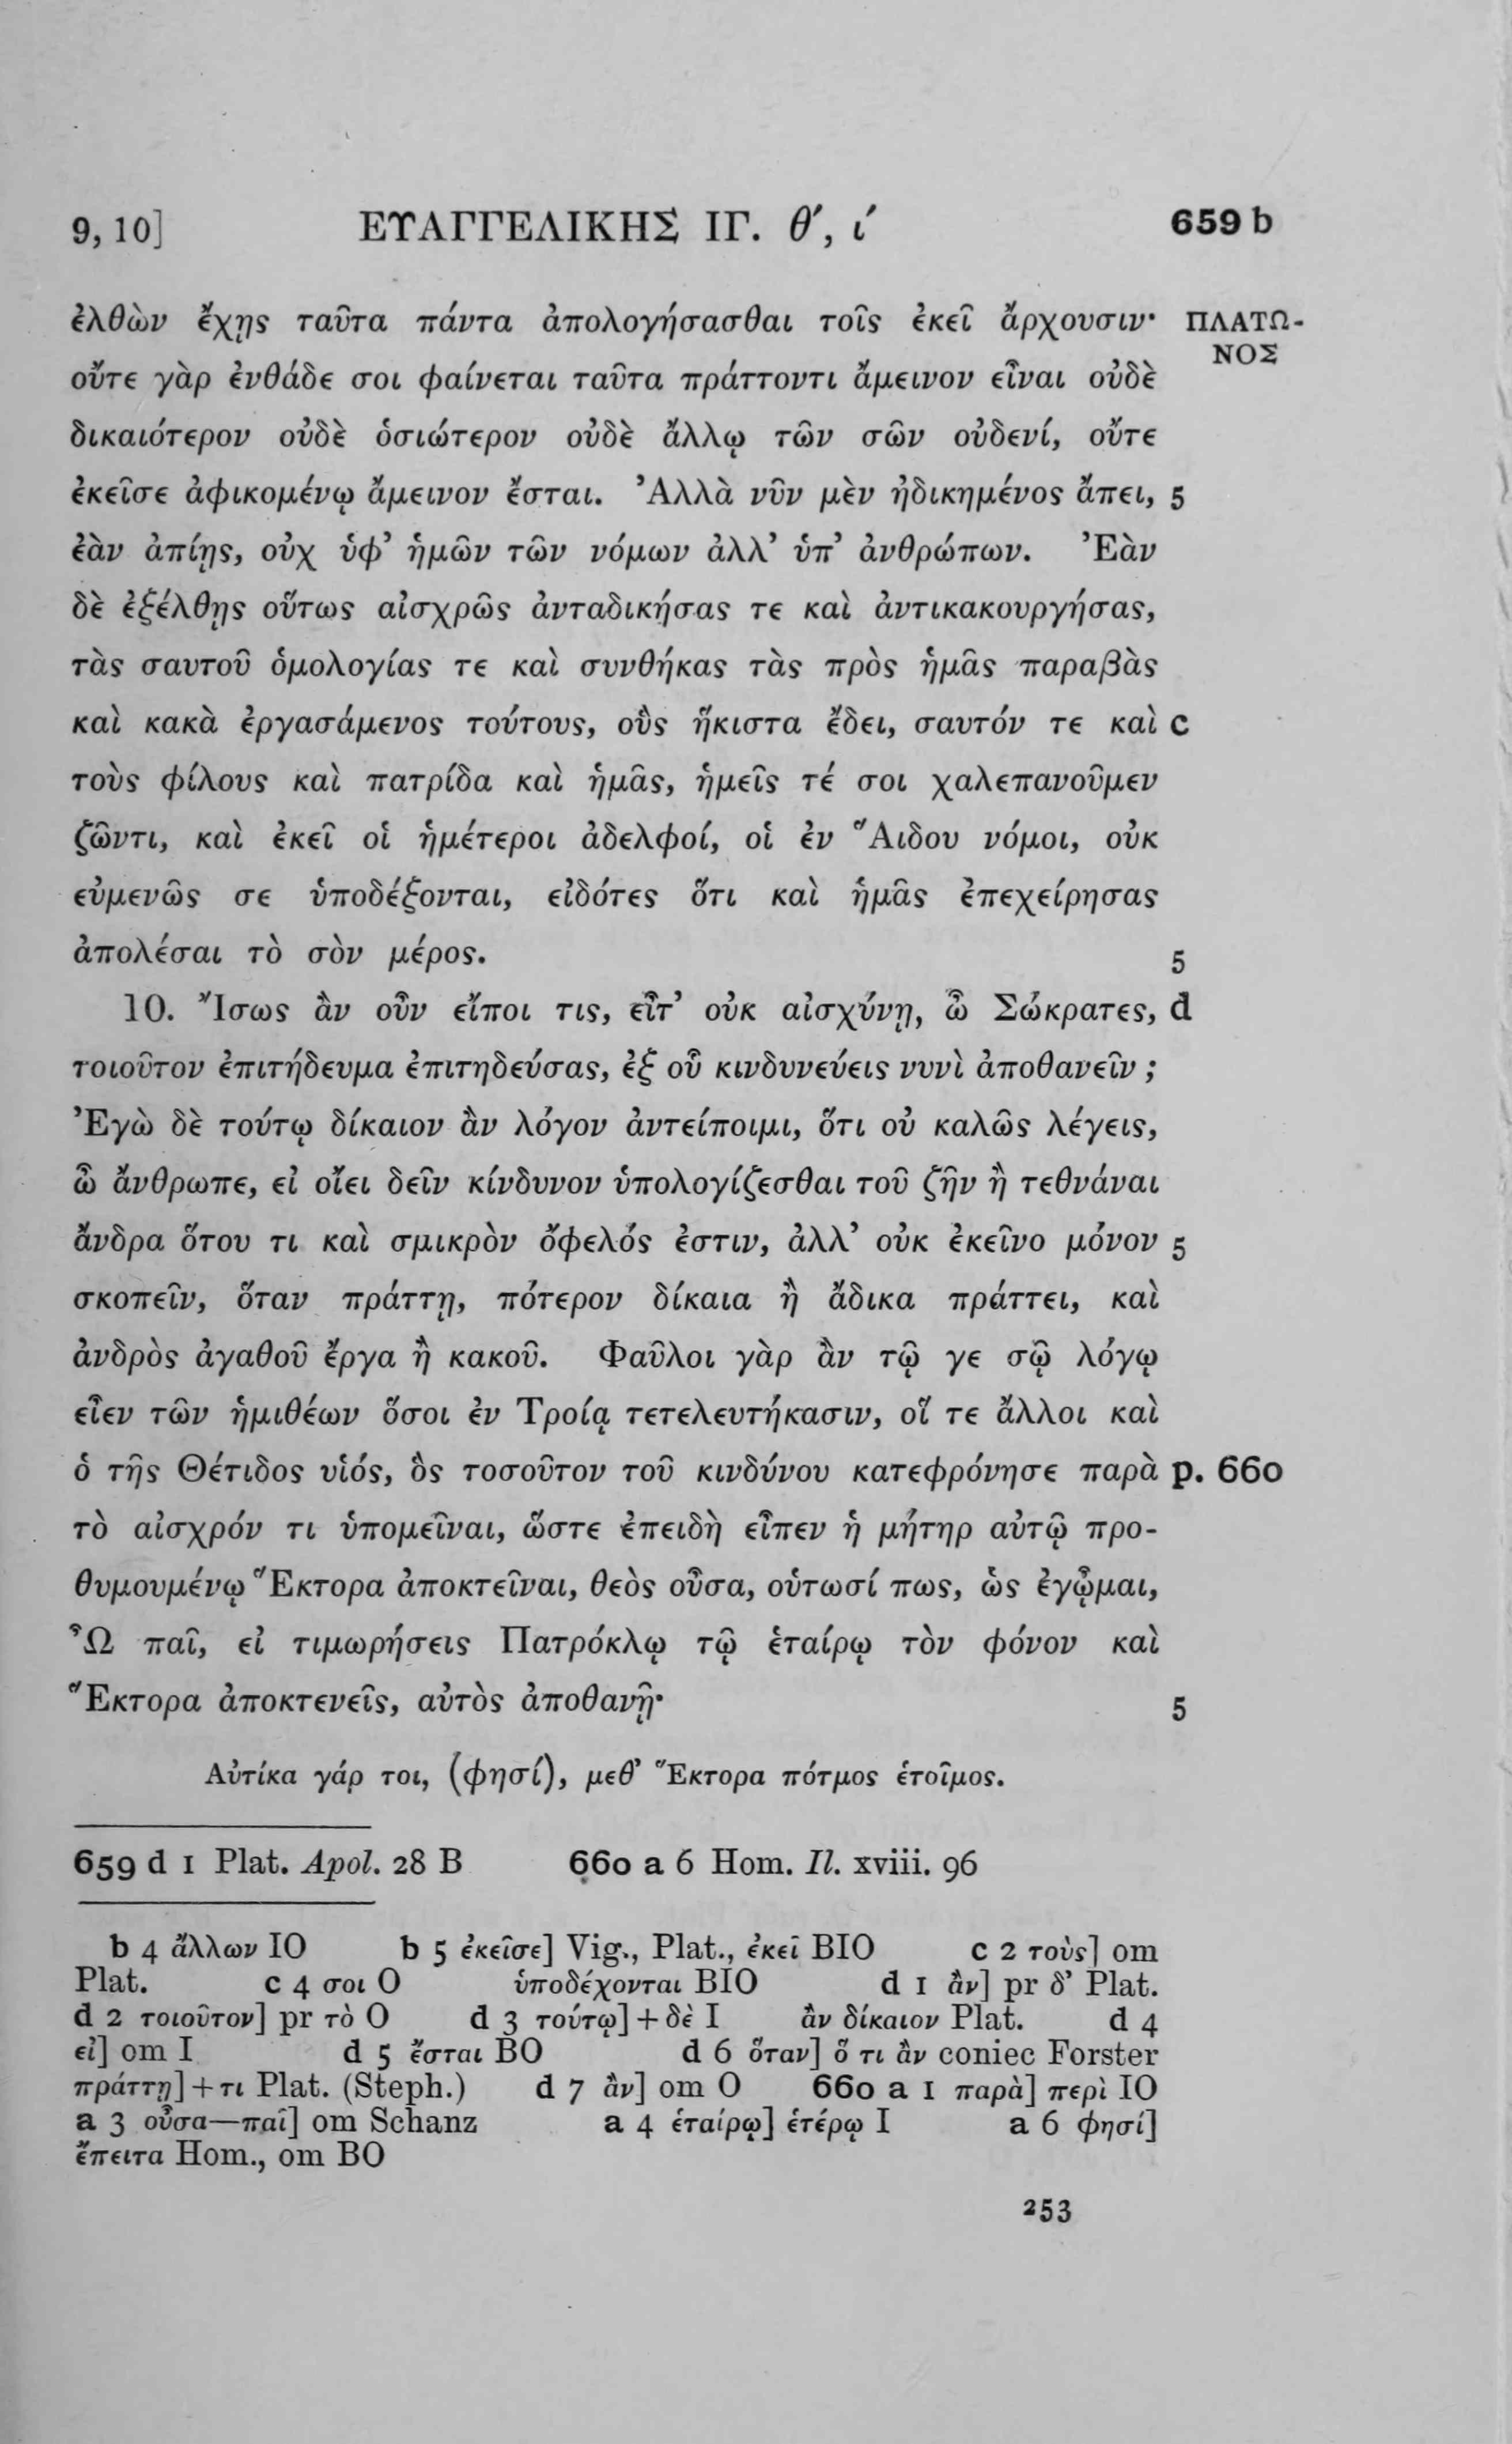 9, 10] ΕΥΑΓΓΕΛΙΚΗΣ ΙΓ. θ′, ι′ 659 b
ἐλθὼν ἔχῃς ταῦτα πάντα ἀπολογήσασθαι τοῖς ἐκεῖ ἄρχουσιν· ΠΛΑΤΩ-
ΝΟΣ
οὔτε γὰρ ἐνθάδε σοι φαίνεται ταῦτα πράττοντι ἄμεινον εἶναι οὐδὲ
δικαιότερον οὐδὲ ὁσιώτερον οὐδὲ ἄλλῳ τῶν σῶν οὐδενί, οὔτε
ἐκεῖσε ἀφικομένῳ ἄμεινον ἔσται. Ἀλλὰ νῦν μὲν ἠδικημένος ἄπει, 5
ἐὰν ἀπίῃς, οὐχ ὑφ’ ἡμῶν τῶν νόμων ἀλλ’ ὑπ’ ἀνθρώπων. Ἐὰν
δὲ ἐξέλθῃς οὕτως αἰσχρῶς ἀνταδικήσας τε καὶ ἀντικακουργήσας,
τὰς σαυτοῦ ὁμολογίας τε καὶ συνθήκας τὰς πρὸς ἡμᾶς παραβὰς
καὶ κακὰ ἐργασάμενος τούτους, οὓς ἥκιστα ἔδει, σαυτόν τε καὶ c
τοὺς φίλους καὶ πατρίδα καὶ ἡμᾶς, ἡμεῖς τέ σοι χαλεπανοῦμεν
ζῶντι, καὶ ἐκεῖ οἱ ἡμέτεροι ἀδελφοί, οἱ ἐν Ἅιδου νόμοι, οὐκ
εὐμενῶς σε ὑποδέξονται, εἰδότες ὅτι καὶ ἡμᾶς ἐπεχείρησας
ἀπολέσαι τὸ σὸν μέρος. 5
10. Ἴσως ἂν οὖν εἴποι τις, εἶτ’ οὐκ αἰσχύνῃ, ὦ Σώκρατες, d
τοιοῦτον ἐπιτήδευμα ἐπιτηδεύσας, ἐξ οὗ κινδυνεύεις νυνὶ ἀποθανεῖν ;
Ἐγὼ δὲ τούτῳ δίκαιον ἂν λόγον ἀντείποιμι, ὅτι οὐ καλῶς λέγεις,
ὦ ἄνθρωπε, εἰ οἴει δεῖν κίνδυνον ὑπολογίζεσθαι τοῦ ζῆν ἢ τεθνάναι
ἄνδρα ὅτου τι καὶ σμικρὸν ὄφελός ἐστιν, ἀλλ’ οὐκ ἐκεῖνο μόνον 5
σκοπεῖν, ὅταν πράττῃ, πότερον δίκαια ἢ ἄδικα πράττει, καὶ
ἀνδρὸς ἀγαθοῦ ἔργα ἢ κακοῦ. Φαῦλοι γὰρ ἂν τῷ γε σῷ λόγῳ
εἶεν τῶν ἡμιθέων ὅσοι ἐν Τροίᾳ τετελευτήκασιν, οἵ τε ἄλλοι καὶ
ὁ τῆς Θέτιδος υἱός, ὃς τοσοῦτον τοῦ κινδύνου κατεφρόνησε παρὰ p. 660
τὸ αἰσχρόν τι ὑπομεῖναι, ὥστε ἐπειδὴ εἶπεν ἡ μήτηρ αὐτῷ προ-
θυμουμένῳ Ἕκτορα ἀποκτεῖναι, θεὸς οὖσα, οὑτωσί πως, ὡς ἐγᾦμαι,
Ὦ παῖ, εἰ τιμωρήσεις Πατρόκλῳ τῷ ἑταίρῳ τὸν φόνον καὶ
Ἕκτορα ἀποκτενεῖς, αὐτὸς ἀποθανῇ· 5
Αὐτίκα γάρ τοι, (φησί), μεθ’ Ἕκτορα πότμος ἑτοῖμος.
659 d 1 Plat. Apol. 28 B 660 a 6 Hom. Il. xviii. 96
b 4 ἄλλων IO b 5 ἐκεῖσε] Vig., Plat., ἐκεῖ BIO c 2 τοὺς] om
Plat. c 4 σοι O ὑποδέχονται BIO d 1 ἂν] pr δ’ Plat.
d 2 τοιοῦτον] pr τὸ O d 3 τούτῳ] + δὲ I ἂν δίκαιον Plat. d 4
εἰ] om I d 5 ἔσται BO d 6 ὅταν] ὅ τι ἂν coniec Forster
πράττῃ] + τι Plat. (Steph.) d 7 ἂν] om O 660 a 1 παρὰ] περὶ IO
a 3 οὖσα—παῖ] om Schanz a 4 ἑταίρῳ] ἑτέρῳ I a 6 φησί]
ἔπειτα Hom., om BO
253